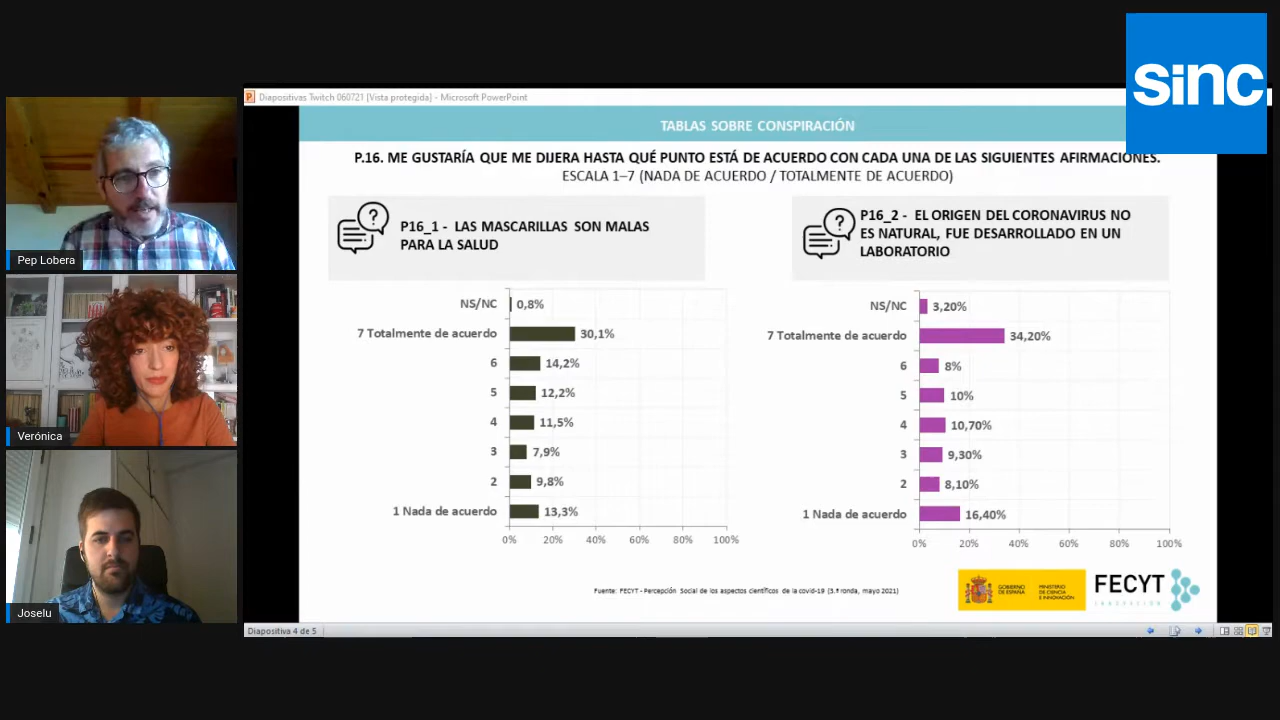 sinc.
Diapositivas Twitch 060721 [Vista protegida] - Microsoft PowerPoint
TABLAS SOBRE CONSPIRACIÓN
P.16. ME GUSTARÍA QUE ME DIJERA HASTA QUÉ PUNTO ESTÁ DE ACUERDO CON CADA UNA DE LAS SIGUIENTES AFIRMACIONES.
ESCALA 1–7 (NADA DE ACUERDO / TOTALMENTE DE ACUERDO)
P16_1 - LAS MASCARILLAS SON MALAS
PARA LA SALUD
NS/NC 0,8%
7 Totalmente de acuerdo 30,1%
6 14,2%
5 12,2%
4 11,5%
3 7,9%
2 9,8%
1 Nada de acuerdo 13,3%
0% 20% 40% 60% 80% 100%
P16_2 - EL ORIGEN DEL CORONAVIRUS NO
ES NATURAL, FUE DESARROLLADO EN UN
LABORATORIO
NS/NC 3,20%
7 Totalmente de acuerdo 34,20%
6 8%
5 10%
4 10,70%
3 9,30%
2 8,10%
1 Nada de acuerdo 16,40%
0% 20% 40% 60% 80% 100%
Fuente: FECYT - Percepción Social de los aspectos científicos de la covid-19 (3.ª ronda, mayo 2021)
GOBIERNO
DE ESPAÑA
MINISTERIO
DE CIENCIA
E INNOVACIÓN
FECYT
INNOVACIÓN
Diapositiva 4 de 5
Pep Lobera
Verónica
Joselu